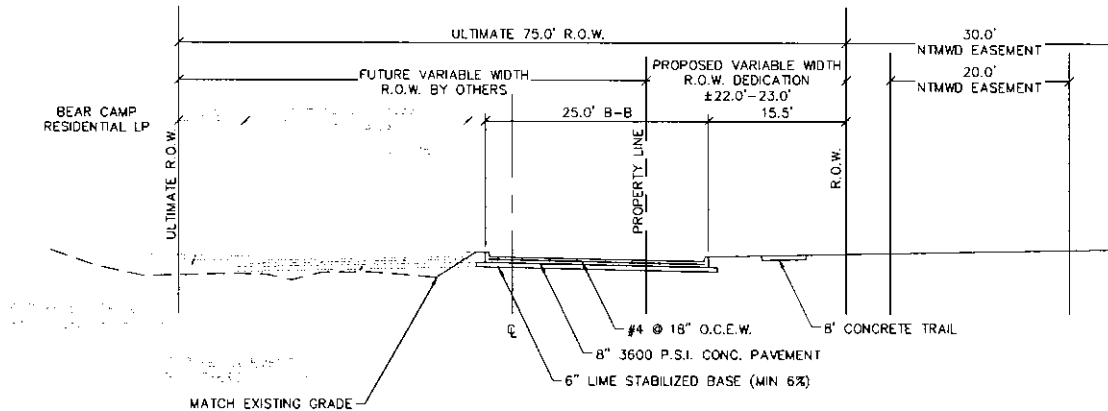 ULTIMATE 75.0' R.O.W.
30.0'
NTMWD EASEMENT
FUTURE VARIABLE WIDTH
R.O.W. BY OTHERS
PROPOSED VARIABLE WIDTH
R.O.W. DEDICATION
±22.0'-23.0'
20.0'
NTMWD EASEMENT
BEAR CAMP
RESIDENTIAL LP
25.0' B-B
15.5'
ULTIMATE R.O.W.
PROPERTY LINE
R.O.W.
℄
#4 @ 18" O.C.E.W.
8' CONCRETE TRAIL
8" 3600 P.S.I. CONC. PAVEMENT
6" LIME STABILIZED BASE (MIN 6%)
MATCH EXISTING GRADE